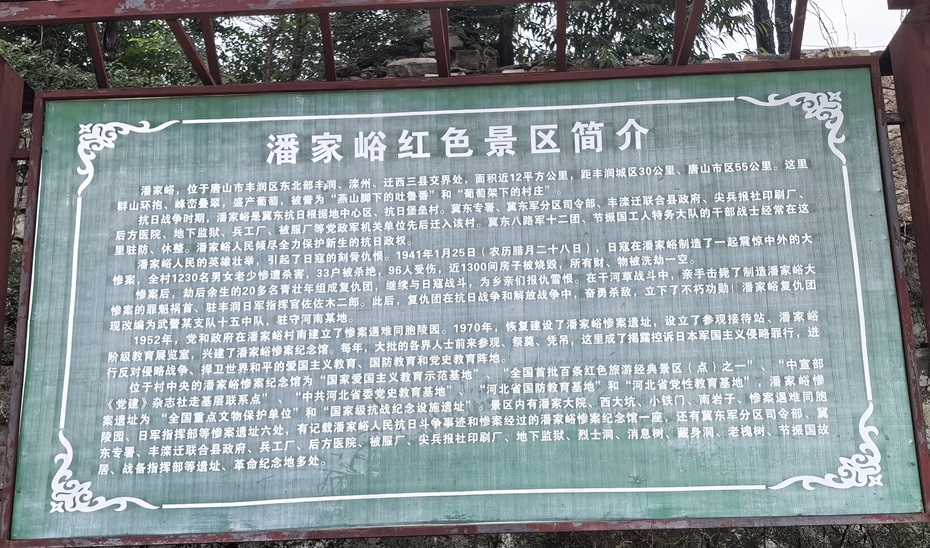 潘家峪红色景区简介
潘家峪，位于唐山市丰润区东北部丰润、滦州、迁西三县交界处，面积近12平方公里，距丰润城区30公里、唐山市区55公里。这里
群山环抱、峰峦叠翠，盛产葡萄，被誉为“燕山脚下的吐鲁番”和“葡萄架下的村庄”。
抗日战争时期，潘家峪是冀东抗日根据地中心区、抗日堡垒村。冀东专署、冀东军分区司令部、丰滦迁联合县政府、尖兵报社印刷厂、
后方医院、地下监狱、兵工厂、被服厂等党政军机关单位先后迁入该村。冀东八路军十二团、节振国工人特务大队的干部战士经常在这
里驻防、休整。潘家峪人民倾尽全力保护新生的抗日政权。
潘家峪人民的英雄壮举，引起了日寇的刻骨仇恨。1941年1月25日（农历腊月二十八日），日寇在潘家峪制造了一起震惊中外的大
惨案，全村1230名男女老少惨遭杀害，33户被杀绝，96人受伤，近1300间房子被烧毁，所有财、物被洗劫一空。
惨案后，劫后余生的20多名青壮年组成复仇团，继续与日寇战斗，为乡亲们报仇雪恨。在干河草战斗中，亲手击毙了制造潘家峪大
惨案的罪魁祸首、驻丰润日军指挥官佐佐木二郎。此后，复仇团在抗日战争和解放战争中，奋勇杀敌，立下了不朽功勋！潘家峪复仇团
现改编为武警某支队十五中队，驻守河南某地。
1952年，党和政府在潘家峪村南建立了惨案遇难同胞陵园。1970年，恢复建设了潘家峪惨案遗址，设立了参观接待站、潘家峪
阶级教育展览室，兴建了潘家峪惨案纪念馆。每年，大批的各界人士前来参观、祭奠、凭吊，这里成了揭露控诉日本军国主义侵略罪行，进
行反对侵略战争、捍卫世界和平的爱国主义教育、国防教育和党史教育阵地。
位于村中央的潘家峪惨案纪念馆为“国家爱国主义教育示范基地”、“全国首批百条红色旅游经典景区（点）之一”、“中宣部
《党建》杂志社走基层联系点”、“中共河北省委党史教育基地”、“河北省国防教育基地”和“河北省党性教育基地”，潘家峪惨
案遗址为“全国重点文物保护单位”和“国家级抗战纪念设施遗址”。景区内有潘家大院、西大坑、小铁门、南岩子、惨案遇难同胞
陵园、日军指挥部等惨案遗址六处，有记载潘家峪人民抗日斗争事迹和惨案经过的潘家峪惨案纪念馆一座，还有冀东军分区司令部、冀
东专署、丰滦迁联合县政府、兵工厂、后方医院、被服厂、尖兵报社印刷厂、地下监狱、烈士洞、消息树、藏身洞、老槐树、节振国故
居、战备指挥部等遗址、革命纪念地多处。